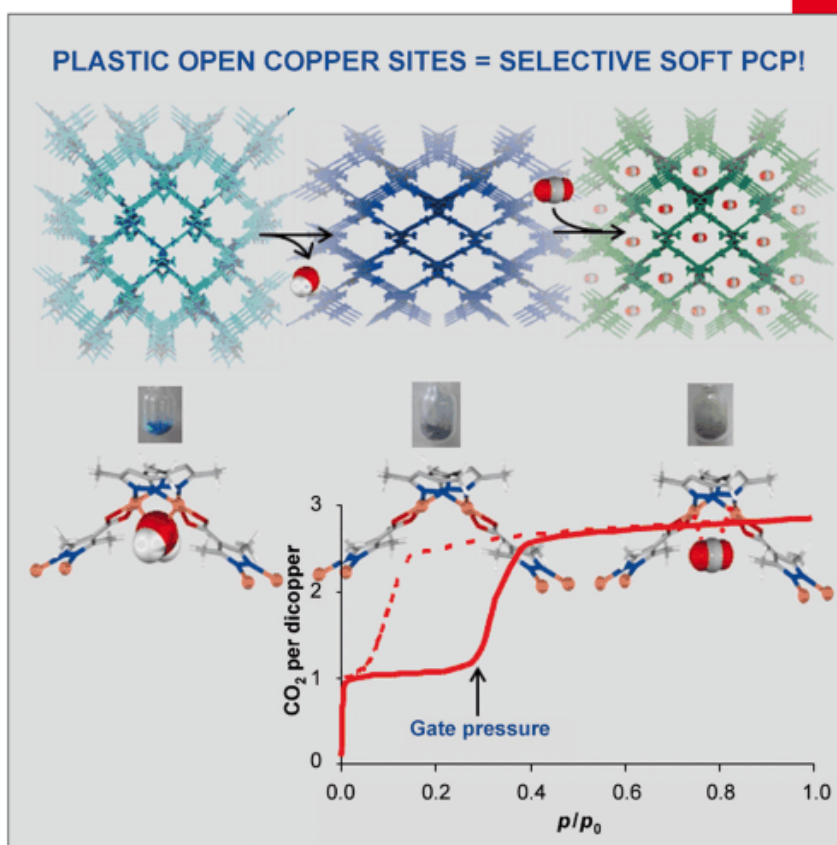 PLASTIC OPEN COPPER SITES = SELECTIVE SOFT PCP!
3
2
1
0
CO₂ per dicopper
Gate pressure
0.0 0.2 0.4 0.6 0.8 1.0
p/p₀